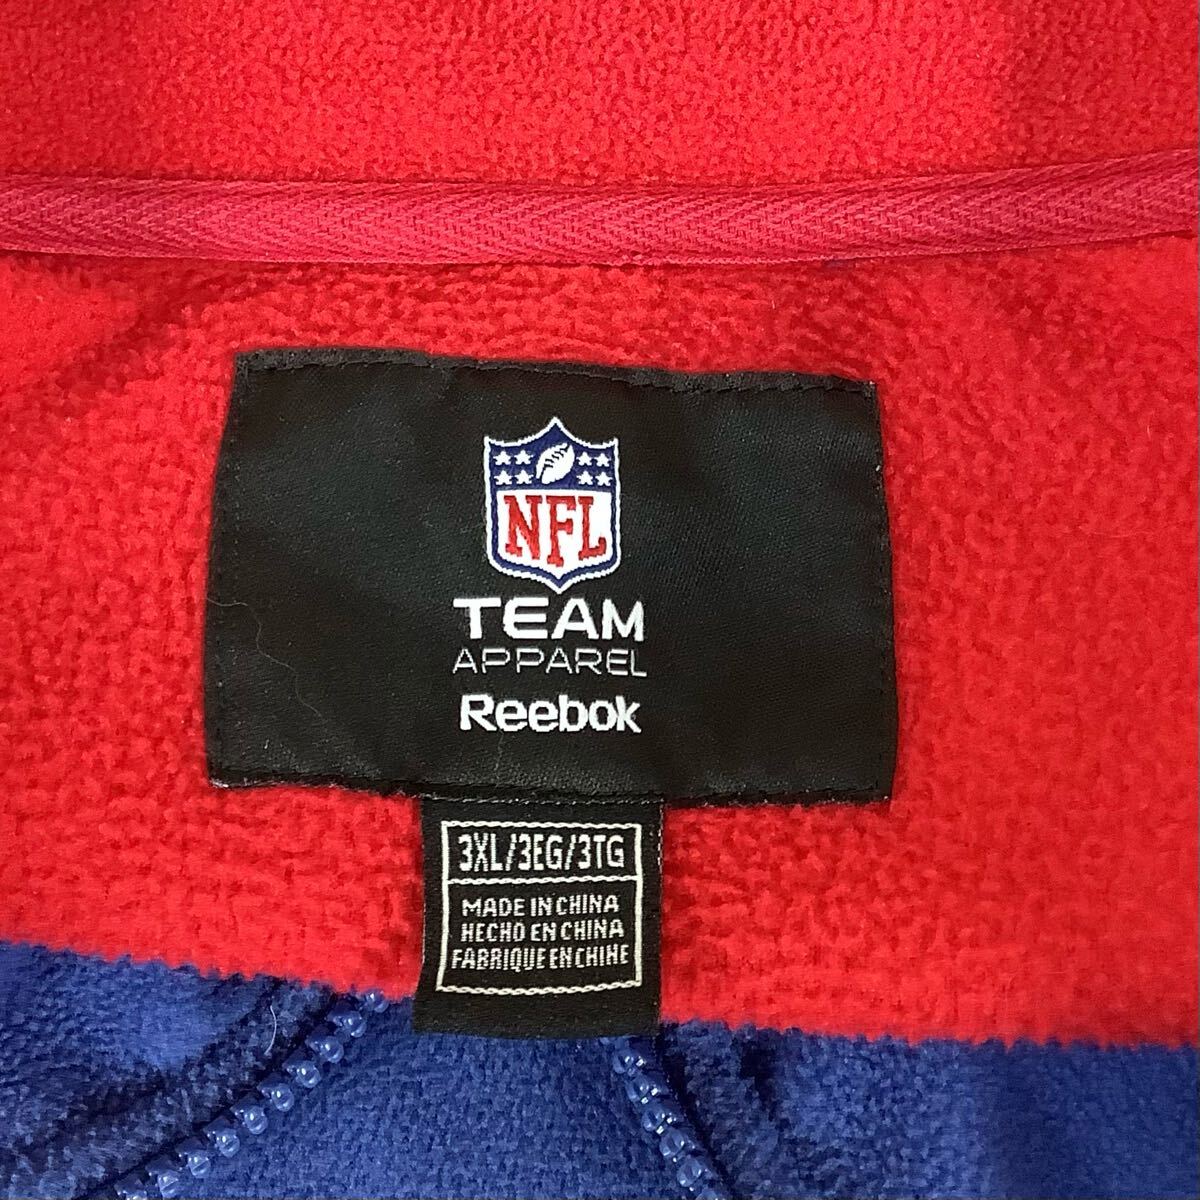 NFL
TEAM
APPAREL
Reebok
3XL/3EG/3TG
MADE IN CHINA
HECHO EN CHINA
FABRIQUE EN CHINE